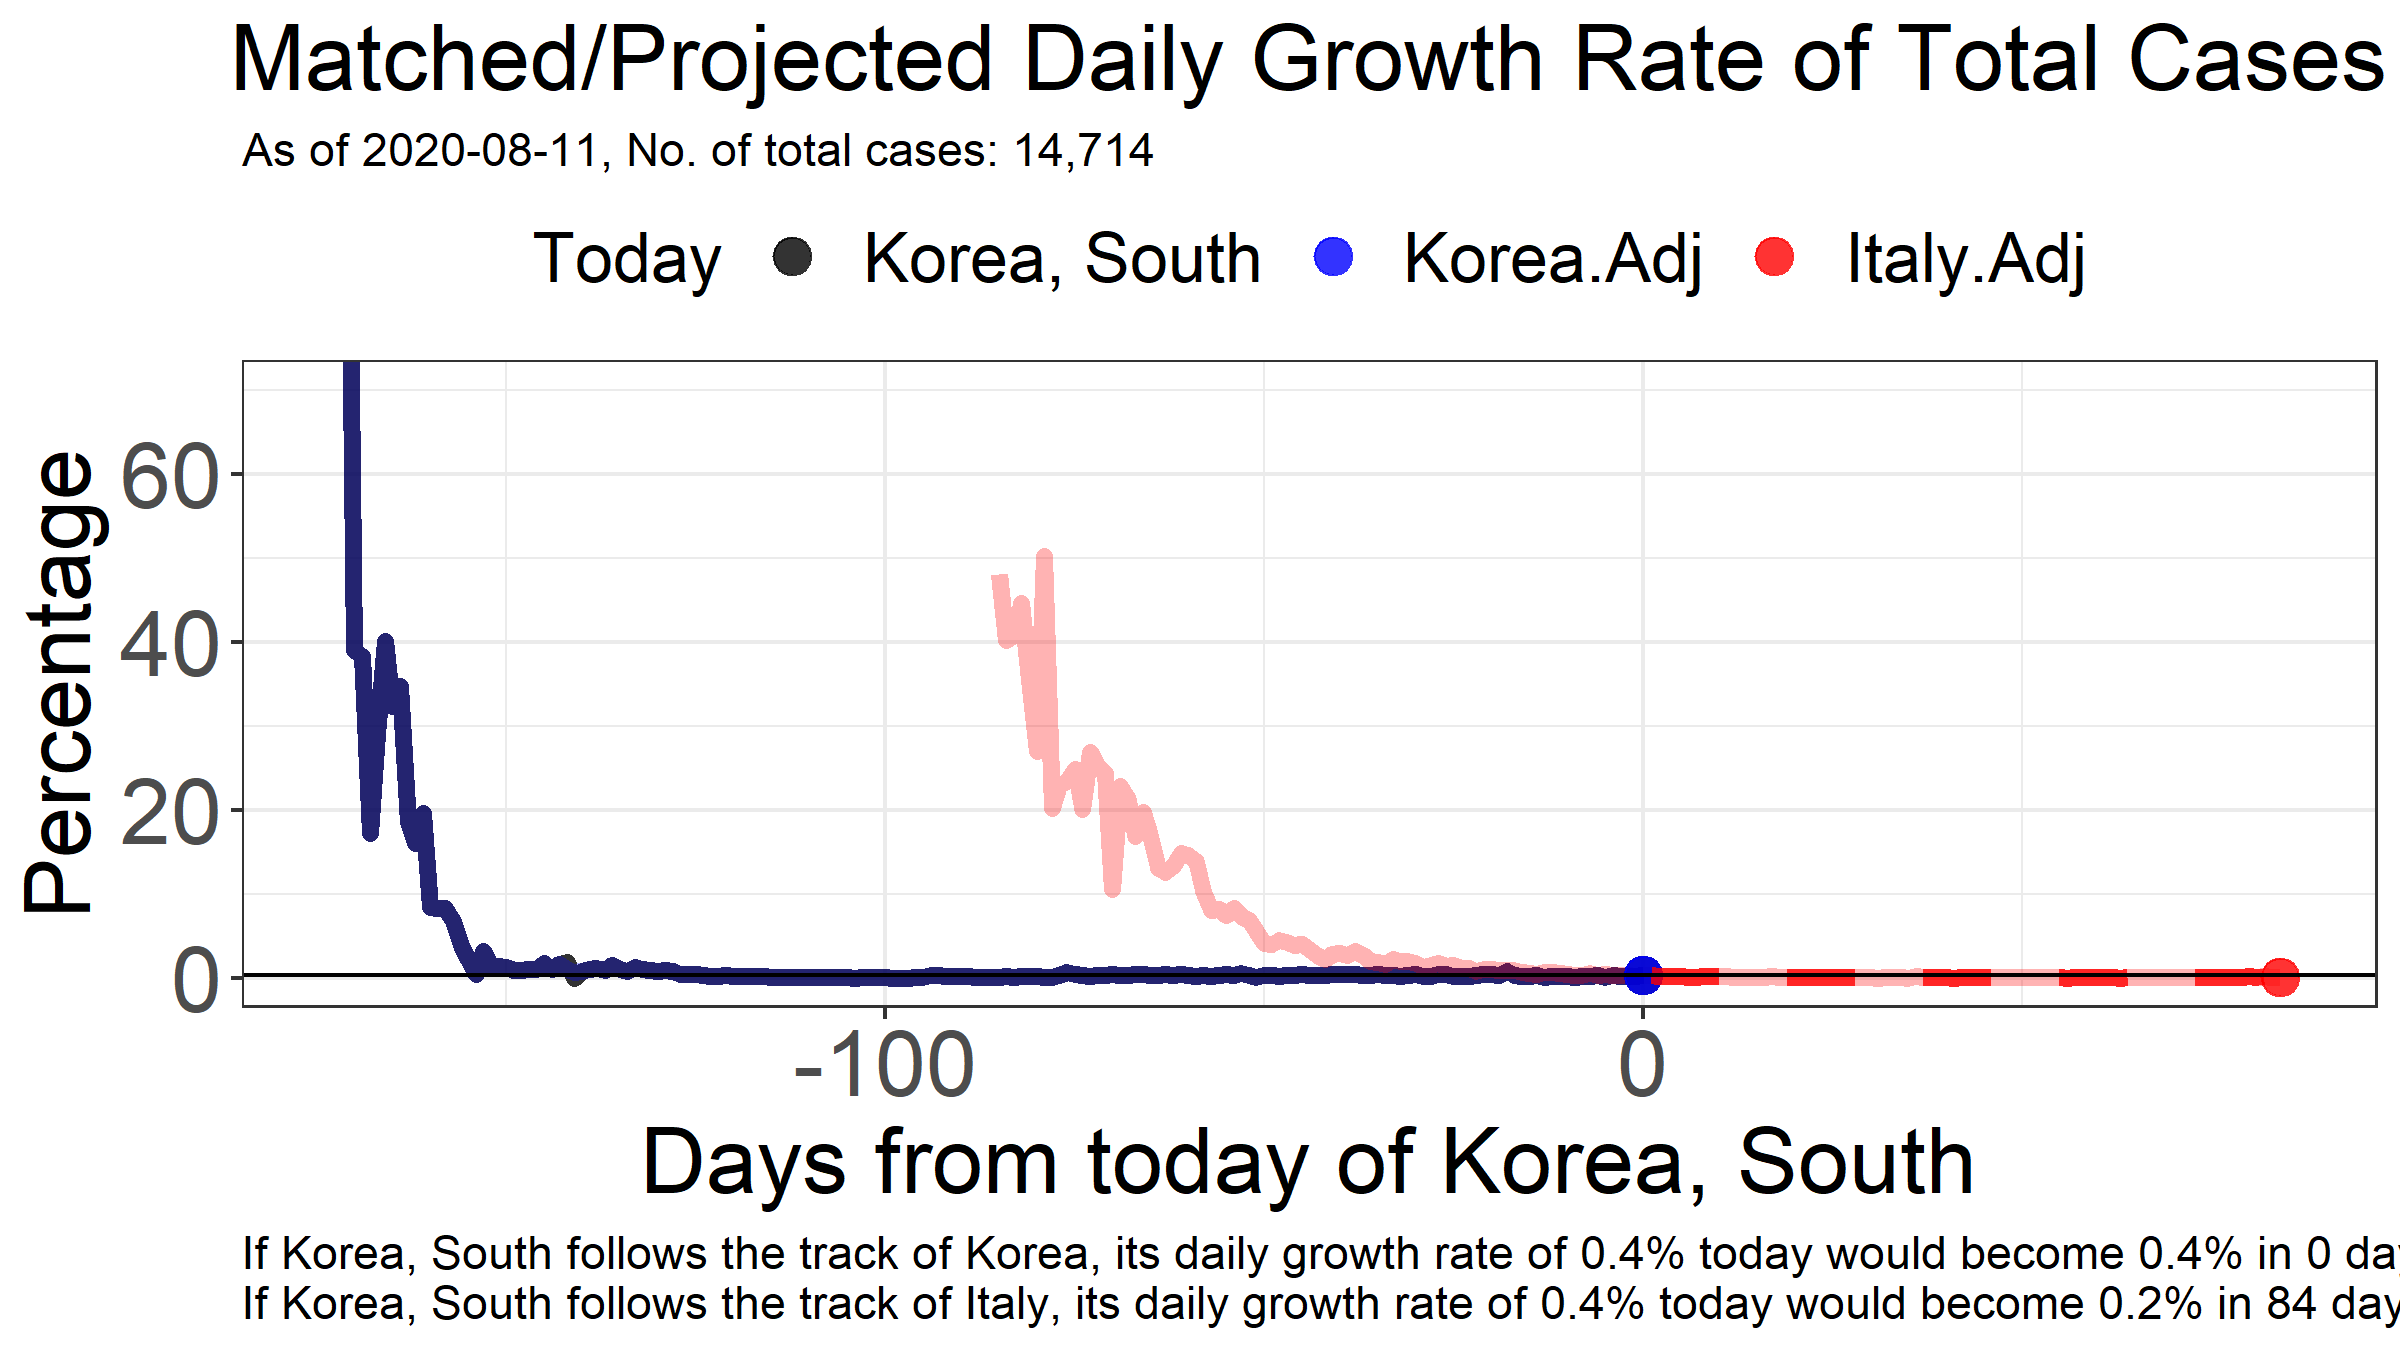 Matched/Projected Daily Growth Rate of Total Cases
As of 2020-08-11, No. of total cases: 14,714
Today Korea, South Korea.Adj Italy.Adj
Percentage
60
40
20
0
-100 0
Days from today of Korea, South
If Korea, South follows the track of Korea, its daily growth rate of 0.4% today would become 0.4% in 0 day
If Korea, South follows the track of Italy, its daily growth rate of 0.4% today would become 0.2% in 84 day